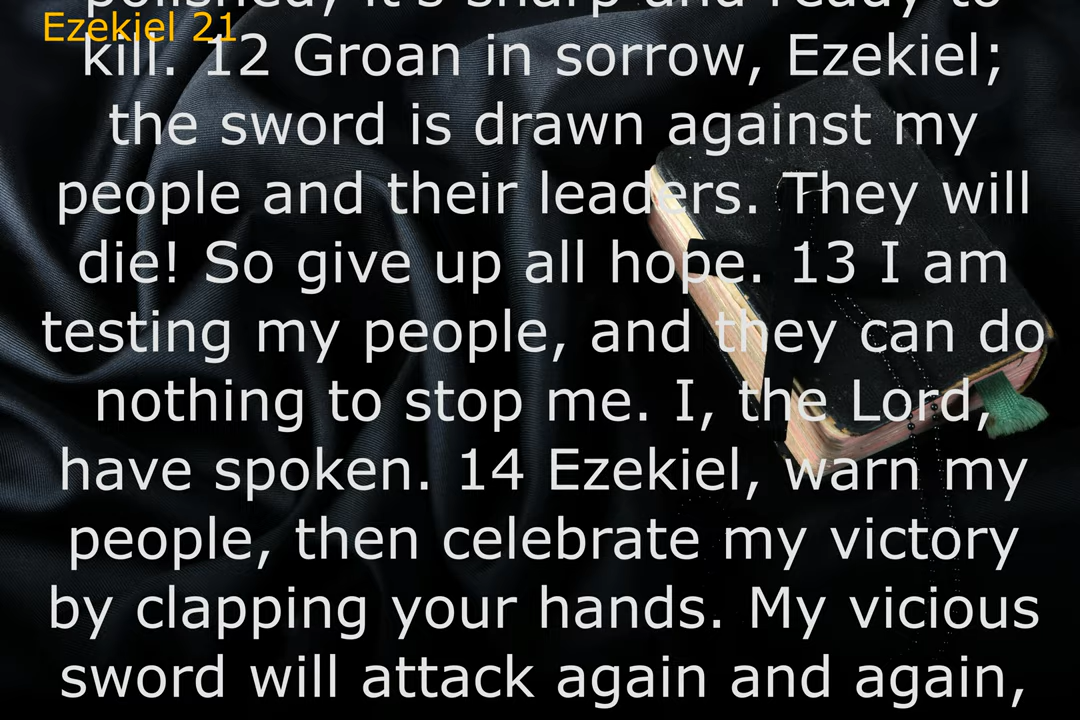 polished, it's sharp and ready to
Ezekiel 21
kill. 12 Groan in sorrow, Ezekiel;
the sword is drawn against my
people and their leaders. They will
die! So give up all hope. 13 I am
testing my people, and they can do
nothing to stop me. I, the Lord,
have spoken. 14 Ezekiel, warn my
people, then celebrate my victory
by clapping your hands. My vicious
sword will attack again and again,